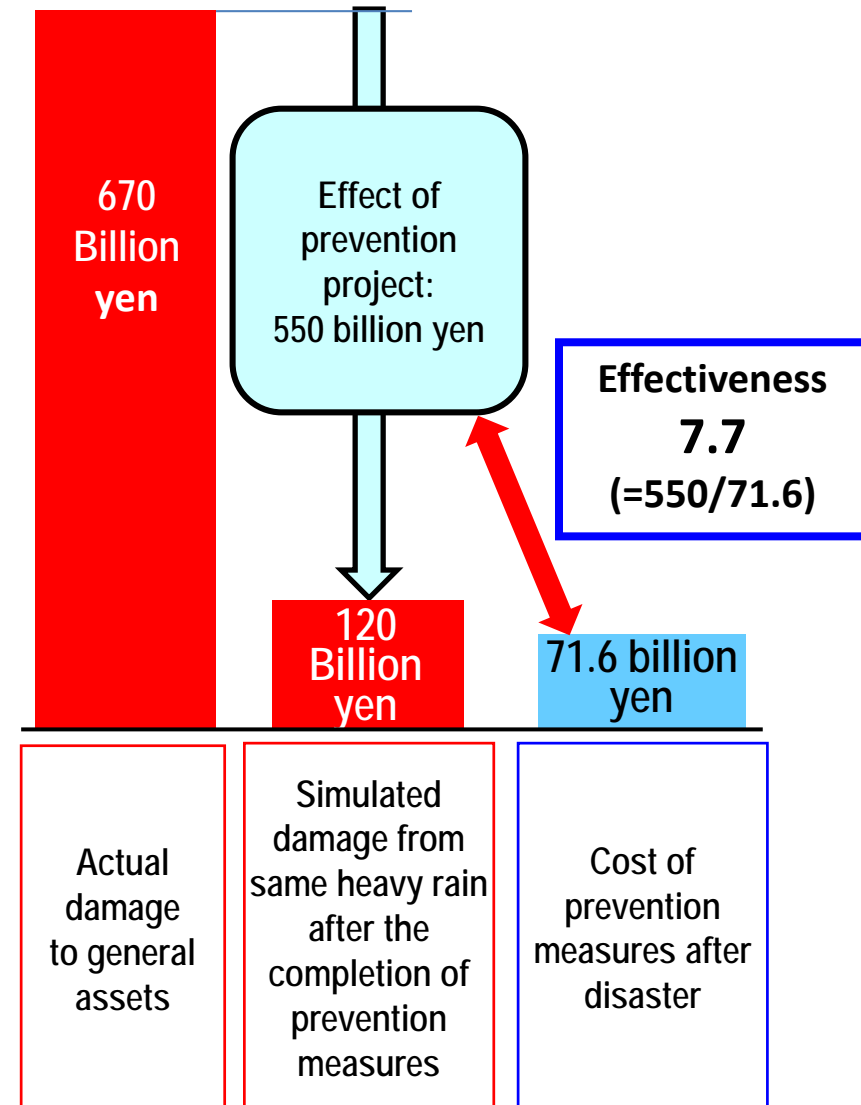 670
Billion
yen
Effect of
prevention
project:
550 billion yen
Effectiveness
7.7
(=550/71.6)
120
Billion
yen
71.6 billion
yen
Actual
damage
to general
assets
Simulated
damage from
same heavy rain
after the
completion of
prevention
measures
Cost of
prevention
measures after
disaster